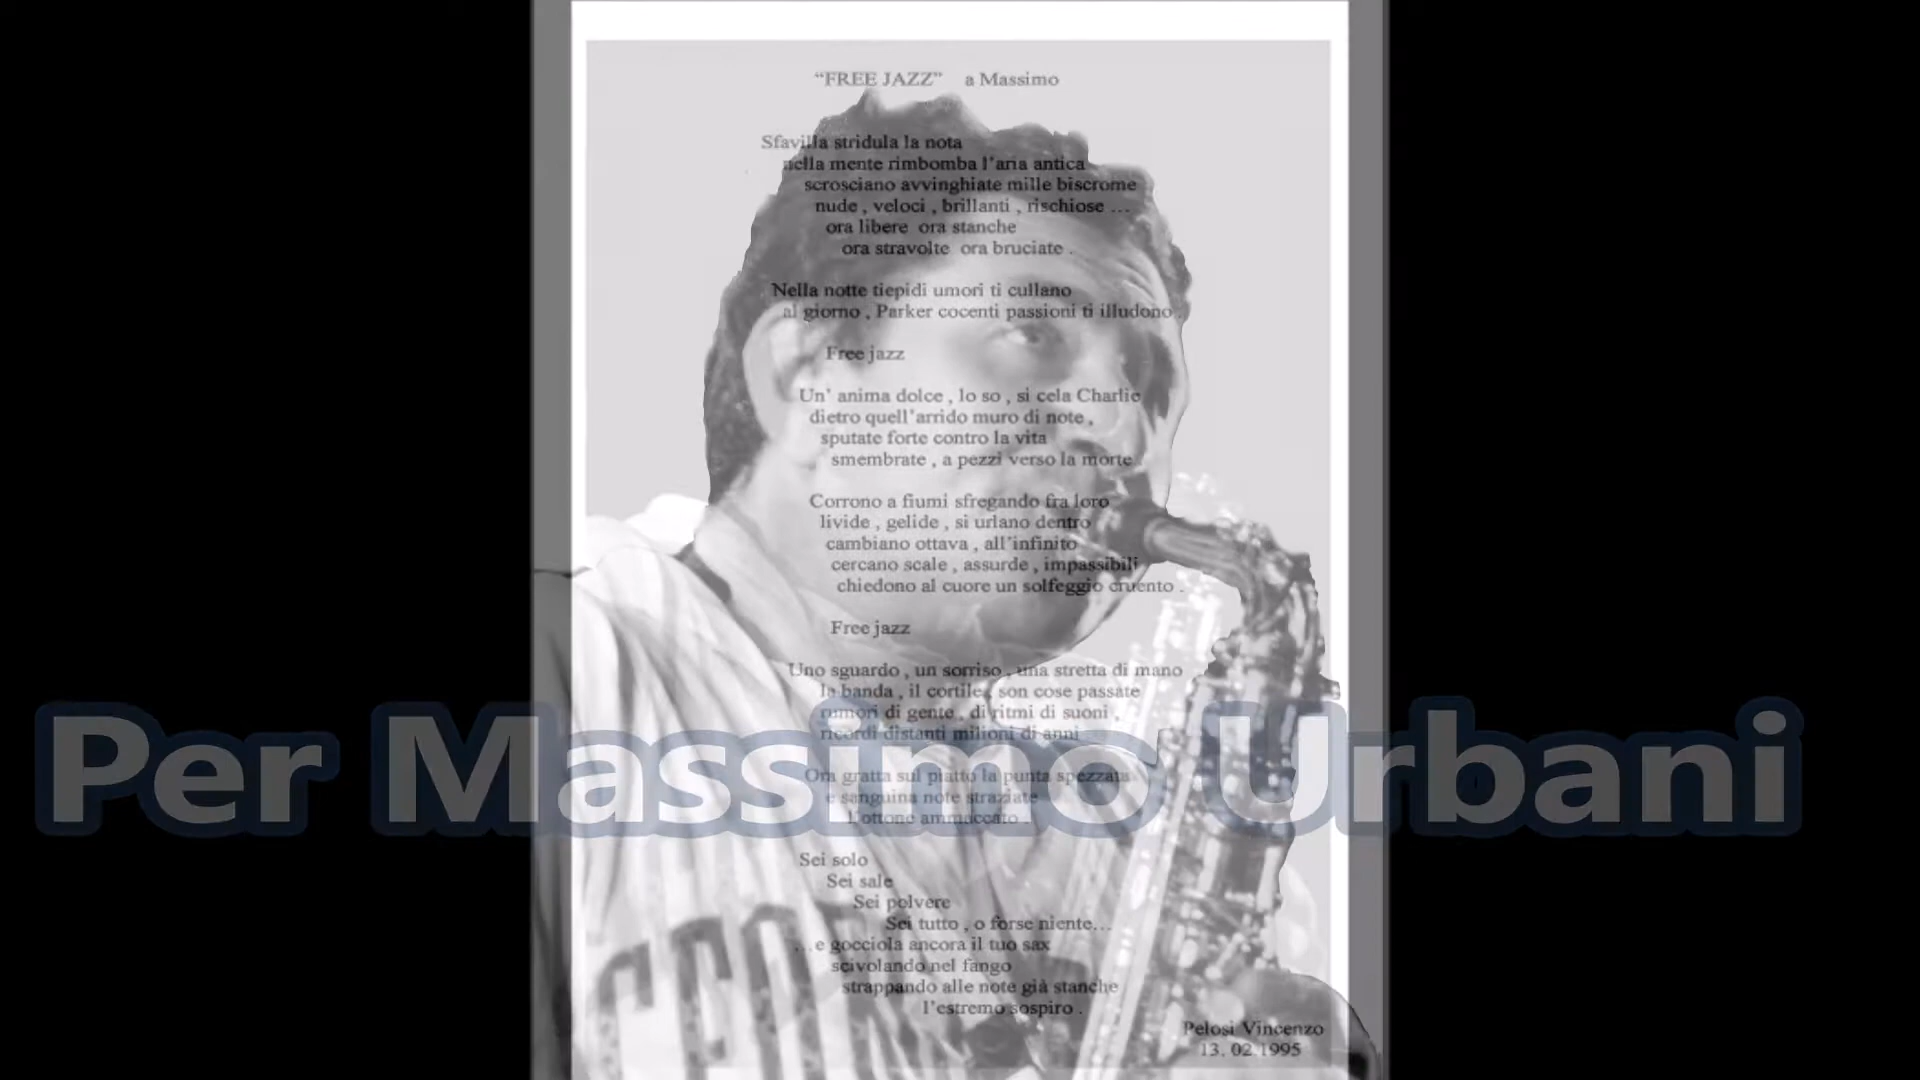 “FREE JAZZ” a Massimo
Sfavilla stridula la nota
nella mente rimbomba l’aria antica
scrosciano avvinghiate mille biscrome
nude , veloci , brillanti , rischiose …
ora libere ora stanche
ora stravolte ora bruciate .
Nella notte tiepidi umori ti cullano
al giorno , Parker cocenti passioni ti illudono .
Free jazz
Un’ anima dolce , lo so , si cela Charlie
dietro quell’arrido muro di note ,
sputate forte contro la vita
smembrate , a pezzi verso la morte .
Corrono a fiumi sfregando fra loro
livide , gelide , si urlano dentro
cambiano ottava , all’infinito
cercano scale , assurde , impassibili
chiedono al cuore un solfeggio cruento .
Free jazz
Uno sguardo , un sorriso , una stretta di mano
la banda , il cortile , son cose passate
rumori di gente , di ritmi di suoni ,
ricordi distanti milioni di anni
Per Massimo Urbani
Ora gratta sul piatto la punta spezzata
e sanguina note straziate
l’ottone ammaccato .
Sei solo
Sei sale
Sei polvere
Sei tutto , o forse niente…
…e gocciola ancora il tuo sax
scivolando nel fango
strappando alle note già stanche
l’estremo sospiro .
Pelosi Vincenzo
13. 02.1995